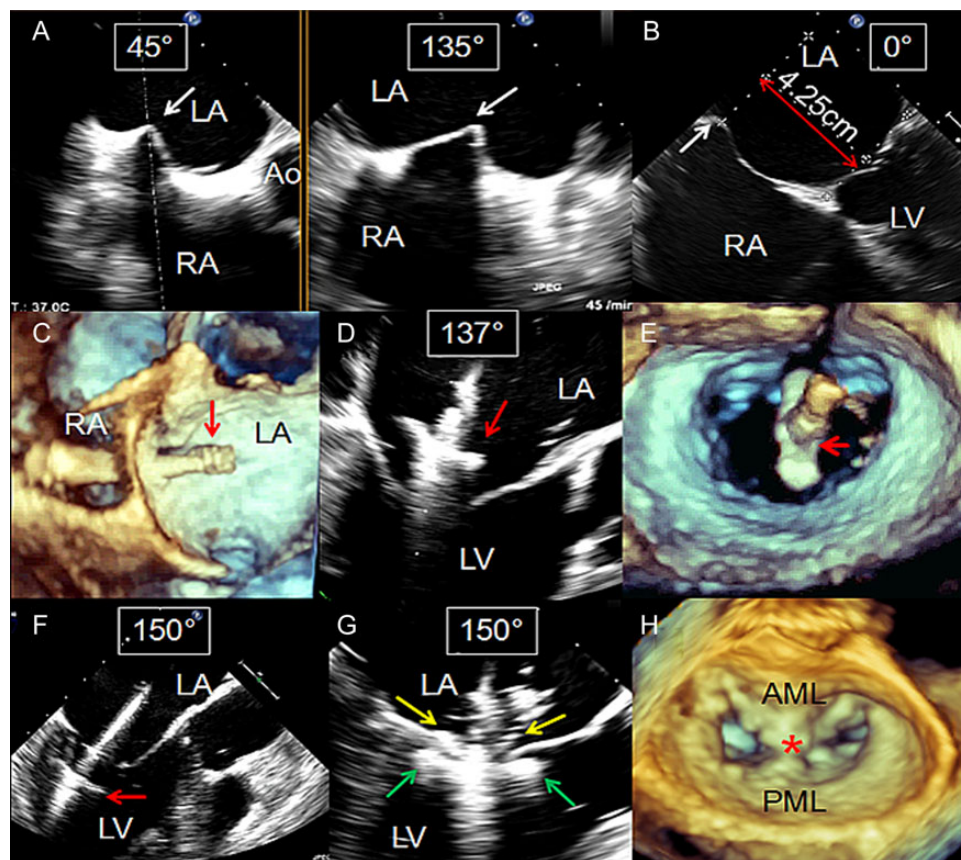 A 45° LA Ao RA
T : 37.0C
135° LA RA
JPEG
45 /min
B LA 0° 4.25cm RA LV
C RA LA
D 137° LA LV
E
F 150° LA LV
G 150° LA LV
H AML * PML